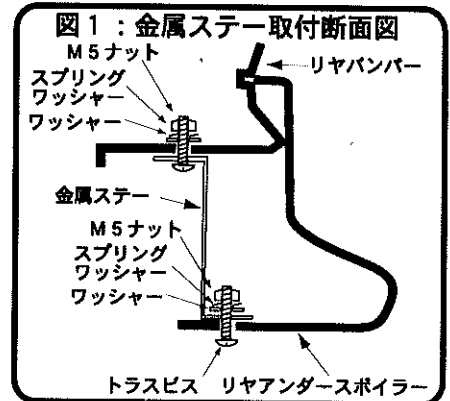 図1：金属ステー取付断面図
M5ナット
スプリング
ワッシャー
ワッシャー
リヤバンパー
金属ステー
M5ナット
スプリング
ワッシャー
ワッシャー
トラスビス
リヤアンダースポイラー